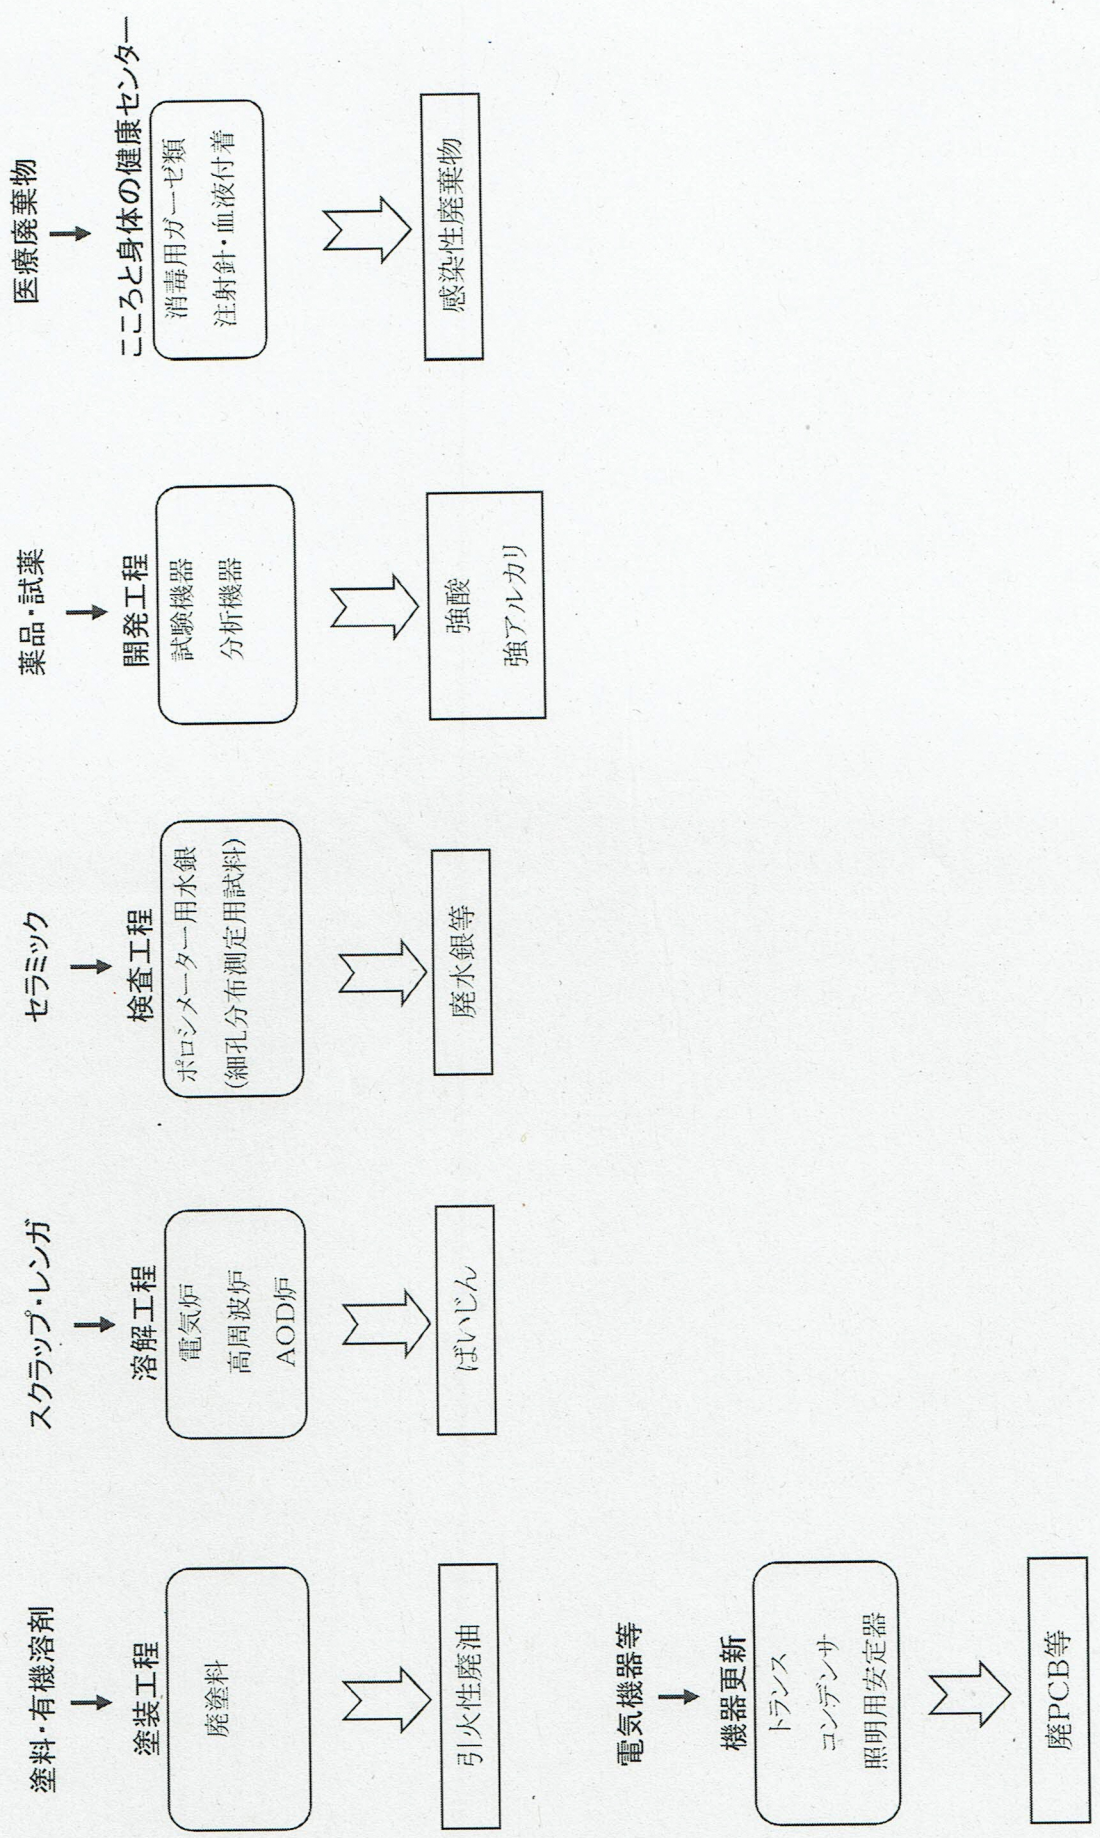 塗料・有機溶剤
塗装工程
廃塗料
引火性廃油
スクラップ・レンガ
溶解工程
電気炉
高周波炉
AOD炉
ばいじん
セラミック
検査工程
ポロシメーター用水銀
(細孔分布測定用試料)
廃水銀等
薬品・試薬
開発工程
試験機器
分析機器
強酸
強アルカリ
医療廃棄物
こころと身体の健康センター
消毒用ガーゼ類
注射針・血液付着
感染性廃棄物
電気機器等
機器更新
トランス
コンデンサ
照明用安定器
廃PCB等